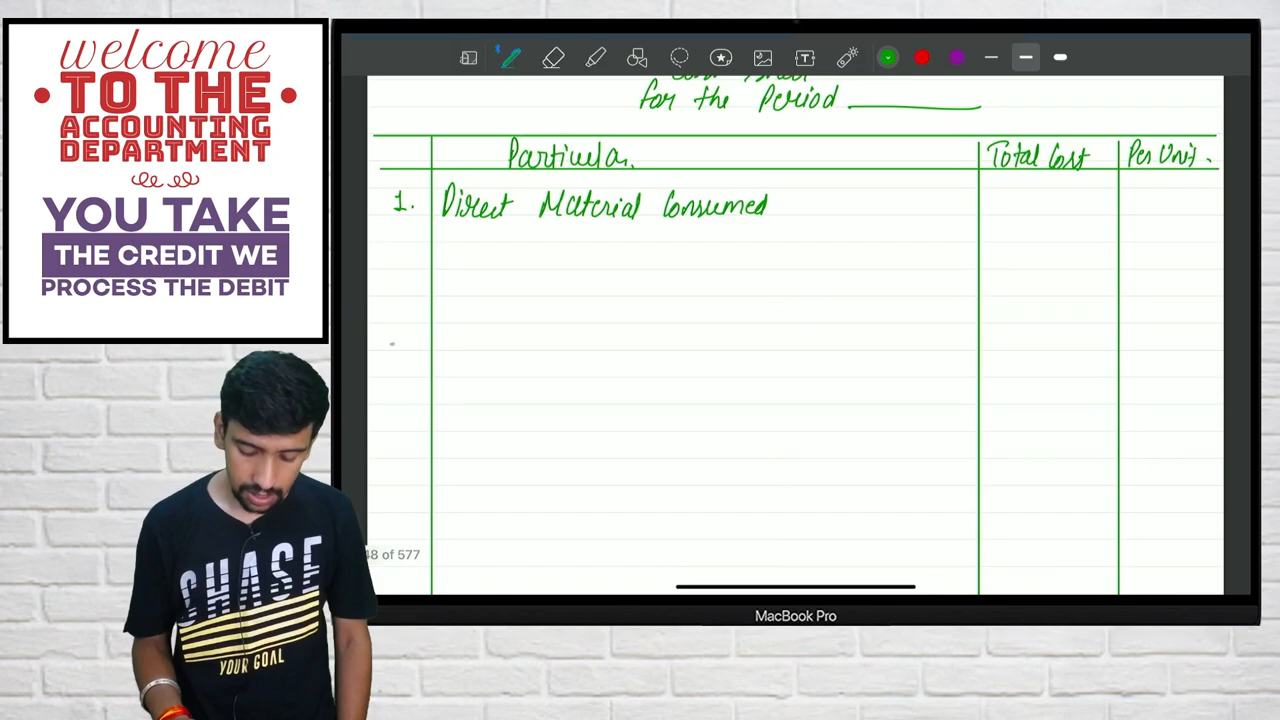 welcome
TO THE
ACCOUNTING
DEPARTMENT
YOU TAKE
THE CREDIT WE
PROCESS THE DEBIT
for the Period
Particular
Total Cost
Per Unit.
1. Direct Material Consumed
48 of 577
MacBook Pro
CHASE
YOUR GOAL